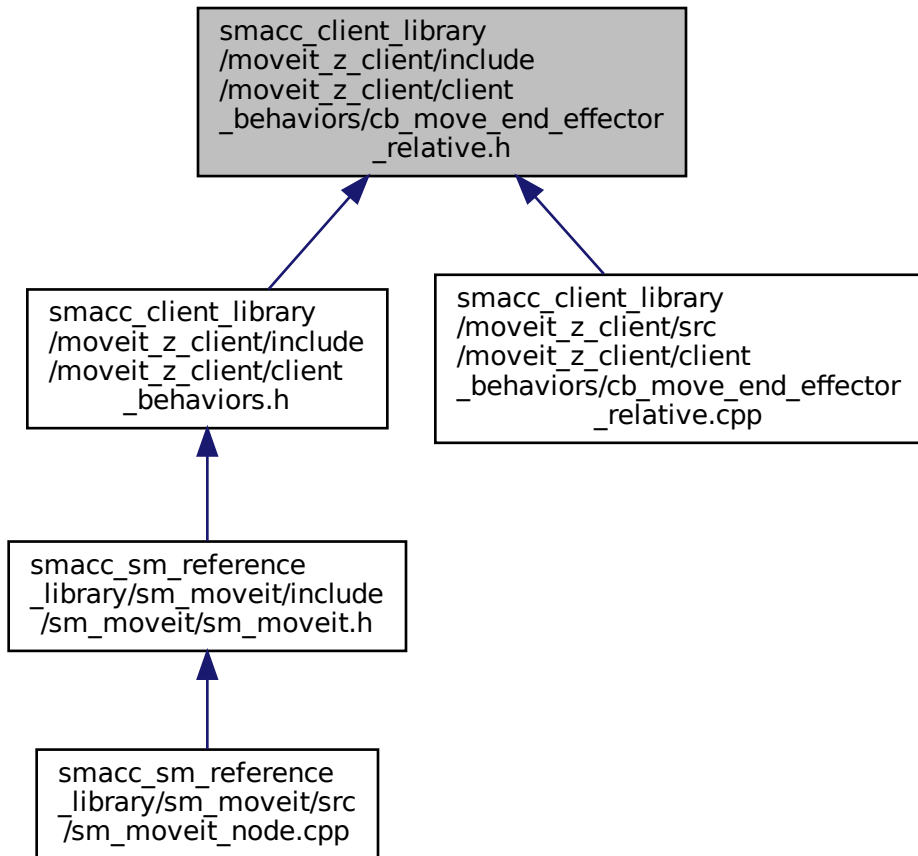 smacc_client_library
/moveit_z_client/include
/moveit_z_client/client
_behaviors/cb_move_end_effector
_relative.h
smacc_client_library
/moveit_z_client/include
/moveit_z_client/client
_behaviors.h
smacc_client_library
/moveit_z_client/src
/moveit_z_client/client
_behaviors/cb_move_end_effector
_relative.cpp
smacc_sm_reference
_library/sm_moveit/include
/sm_moveit/sm_moveit.h
smacc_sm_reference
_library/sm_moveit/src
/sm_moveit_node.cpp